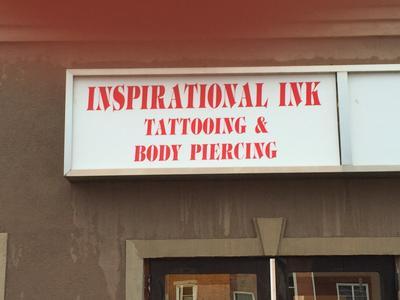 INSPIRATIONAL INK
TATTOOING &
BODY PIERCING